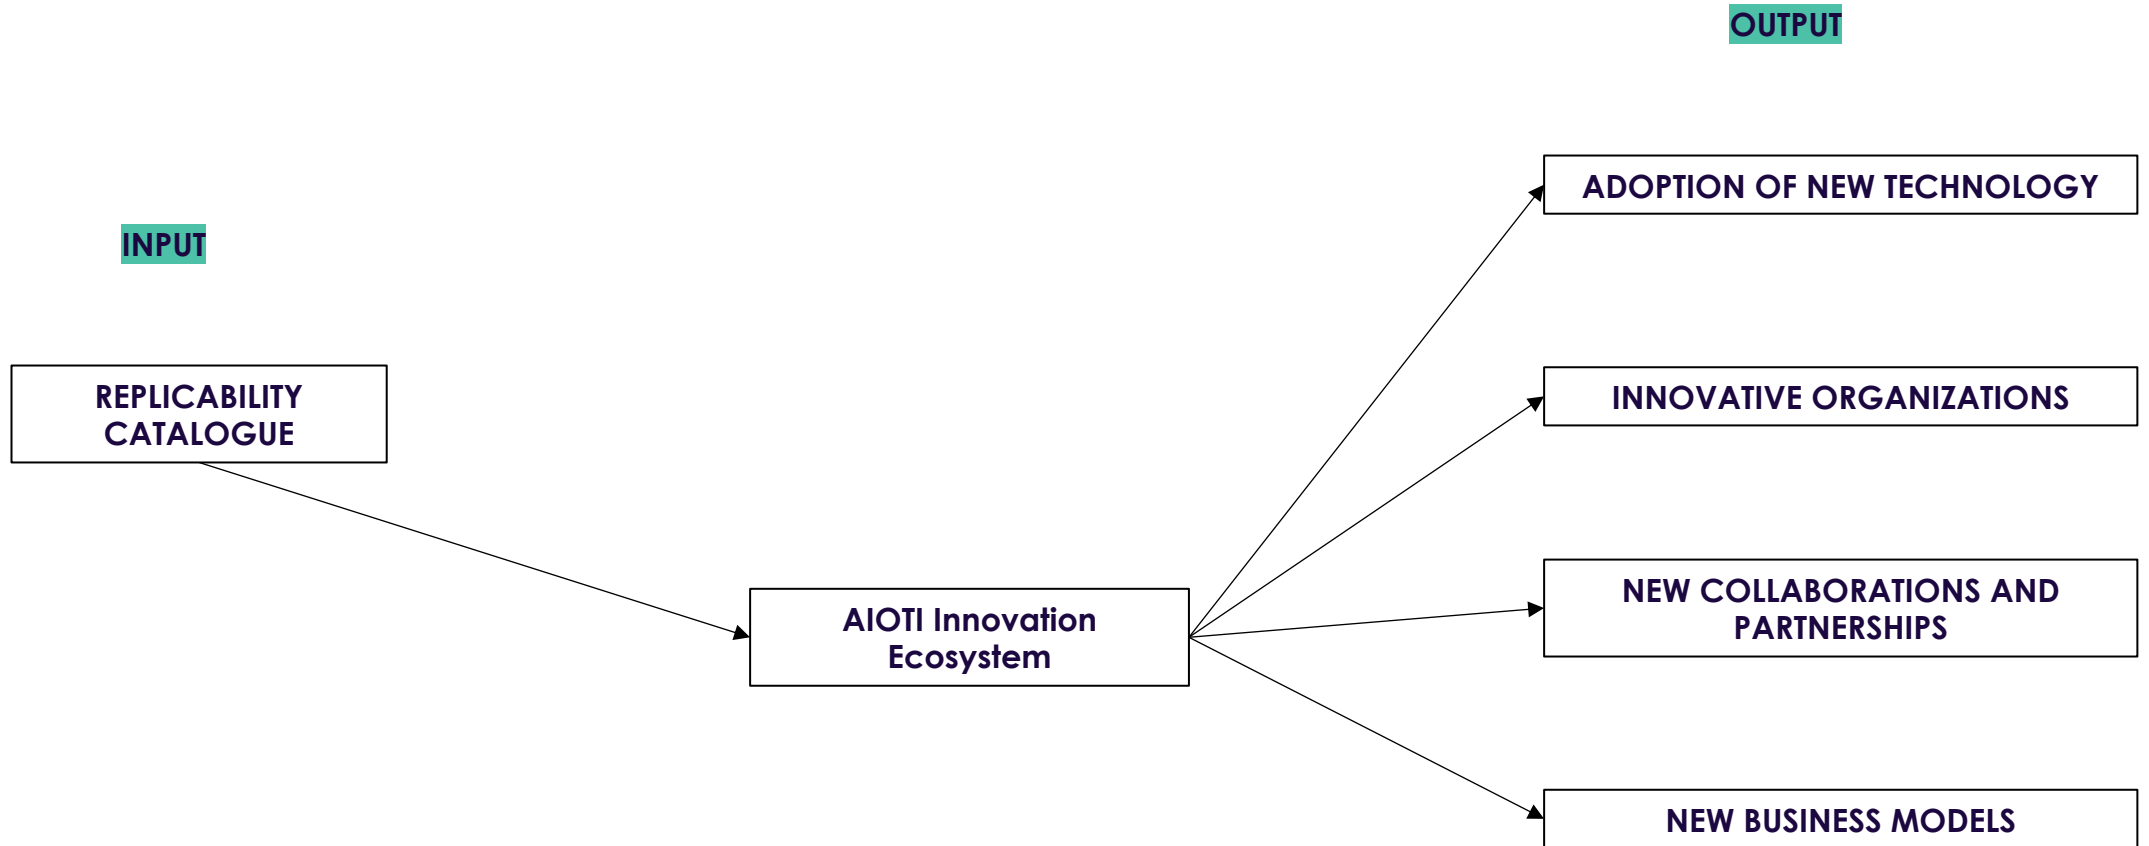 OUTPUT
ADOPTION OF NEW TECHNOLOGY
INPUT
REPLICABILITY
CATALOGUE
INNOVATIVE ORGANIZATIONS
AIOTI Innovation
Ecosystem
NEW COLLABORATIONS AND
PARTNERSHIPS
NEW BUSINESS MODELS